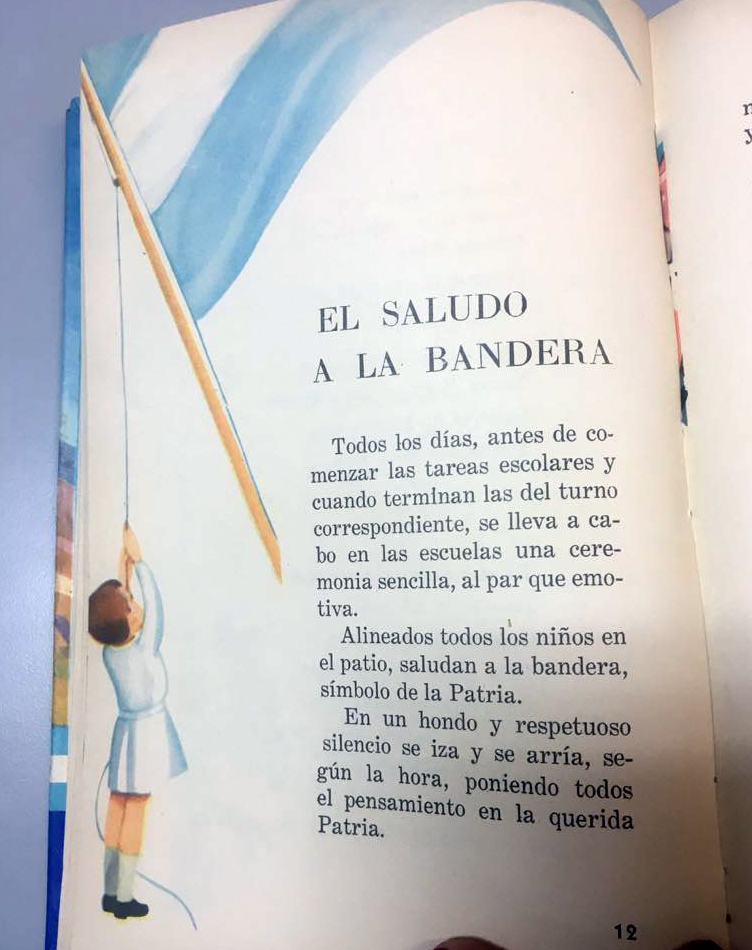 EL SALUDO
A LA BANDERA
Todos los días, antes de co-
menzar las tareas escolares y
cuando terminan las del turno
correspondiente, se lleva a ca-
bo en las escuelas una cere-
monia sencilla, al par que emo-
tiva.
Alineados todos los niños en
el patio, saludan a la bandera,
símbolo de la Patria.
En un hondo y respetuoso
silencio se iza y se arría, se-
gún la hora, poniendo todos
el pensamiento en la querida
Patria.
12